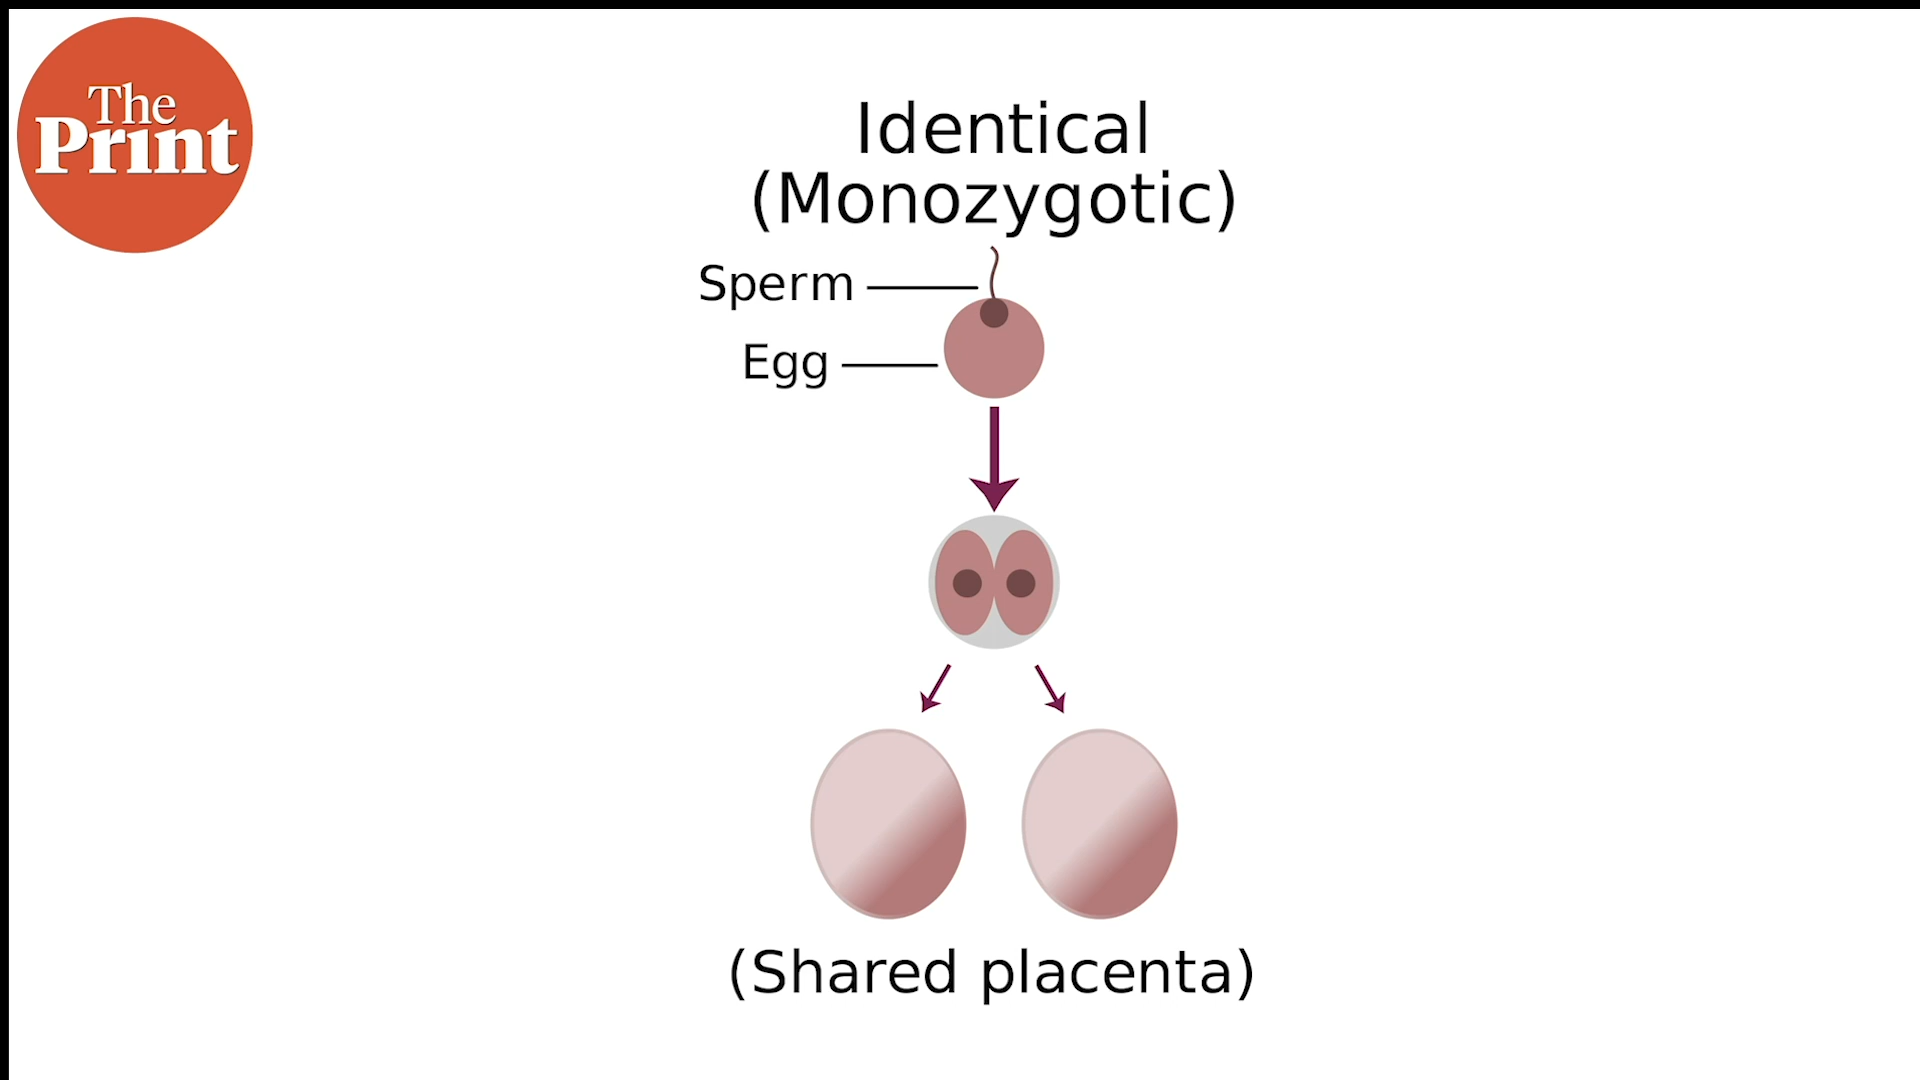 The
Print
Identical
(Monozygotic)
Sperm
Egg
(Shared placenta)